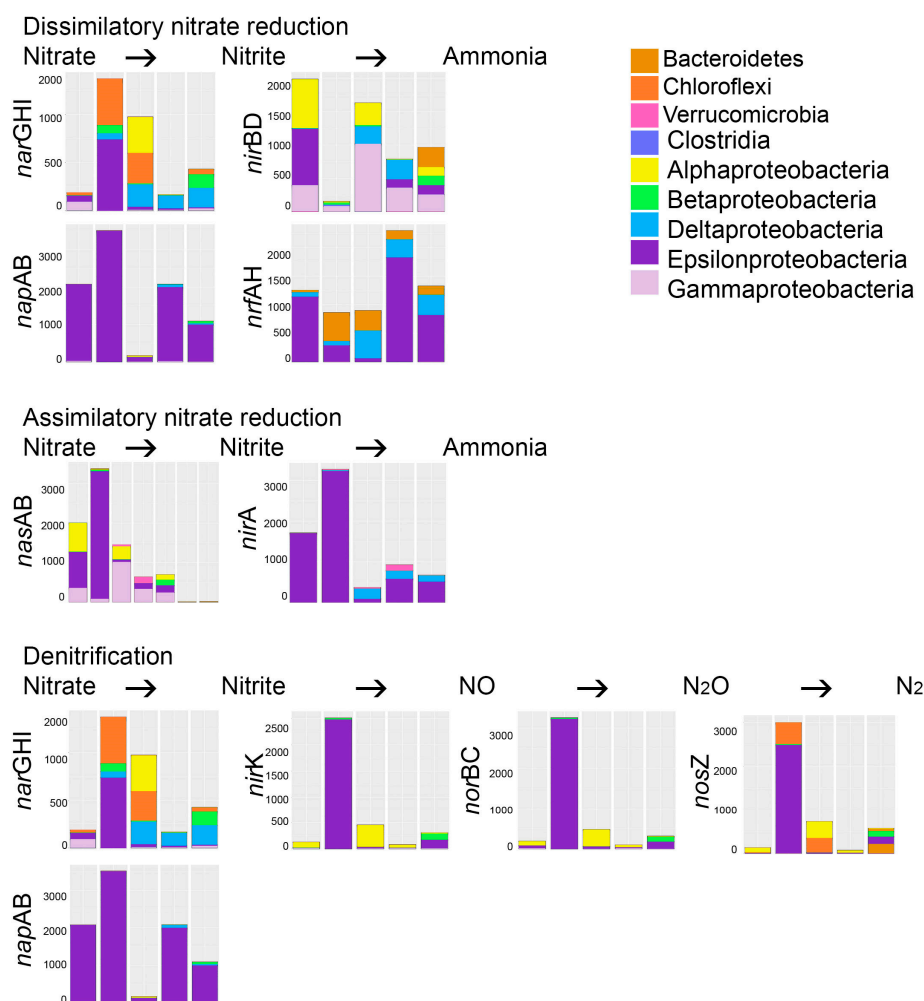 Dissimilatory nitrate reduction
Nitrate → Nitrite → Ammonia
narGHI
2000
1000
500
0
nirBD
2000
1500
1000
500
0
napAB
3000
2000
1000
0
nrfAH
2000
1500
1000
500
0
Bacteroidetes
Chloroflexi
Verrucomicrobia
Clostridia
Alphaproteobacteria
Betaproteobacteria
Deltaproteobacteria
Epsilonproteobacteria
Gammaproteobacteria
Assimilatory nitrate reduction
Nitrate → Nitrite → Ammonia
nasAB
3000
2000
1000
0
nirA
3000
2000
1000
0
Denitrification
Nitrate → Nitrite → NO → N2O → N2
narGHI
2000
1000
500
0
nirK
2500
2000
1500
1000
500
0
norBC
3000
2000
1000
0
nosZ
3000
2000
1000
0
napAB
3000
2000
1000
0